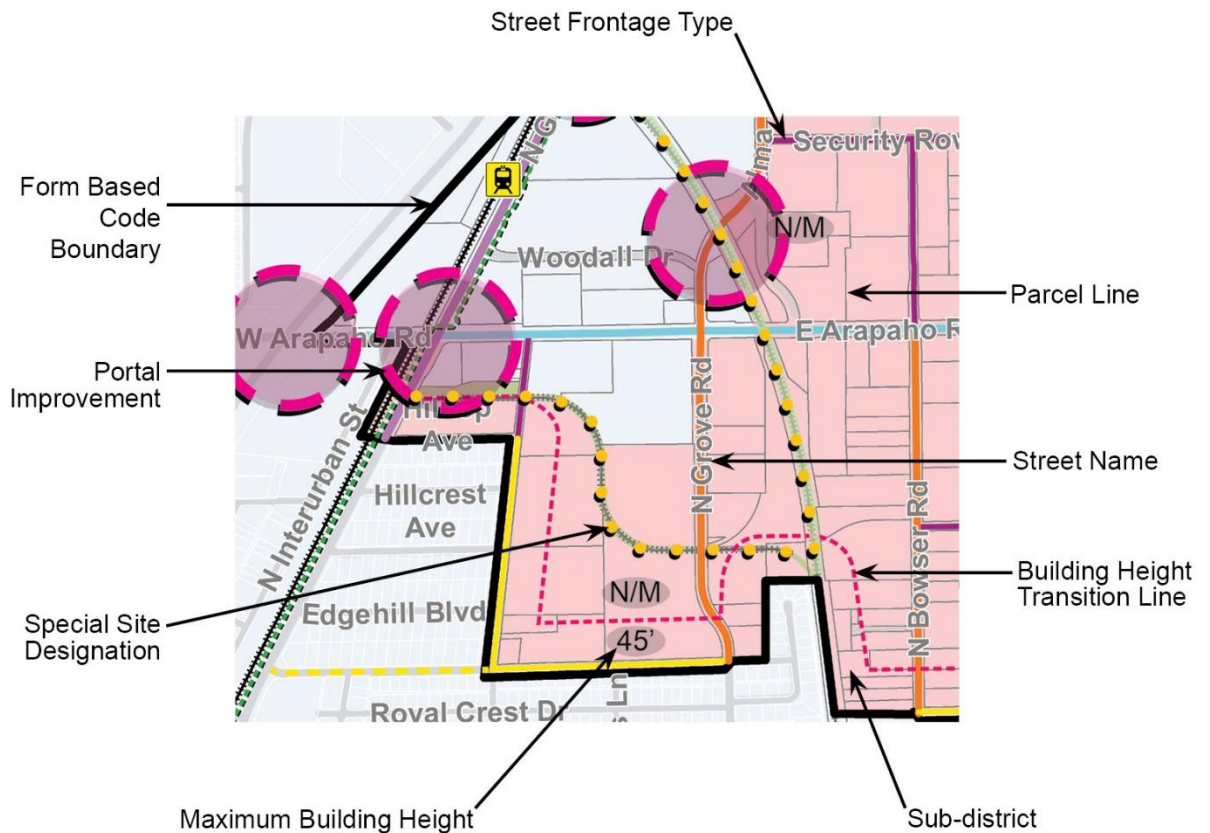 Street Frontage Type
Form Based
Code
Boundary
Security Rov
N/M
Woodall Dr
Parcel Line
W Arapaho Rd
E Arapaho R
Portal
Improvement
N Grove Rd
Ave
Street Name
N Interurban St
Hillcrest
Ave
N Bowser Rd
Building Height
Transition Line
N/M
Edgehill Blvd
Special Site
Designation
45'
Royal Crest Dr
s Ln
Maximum Building Height
Sub-district